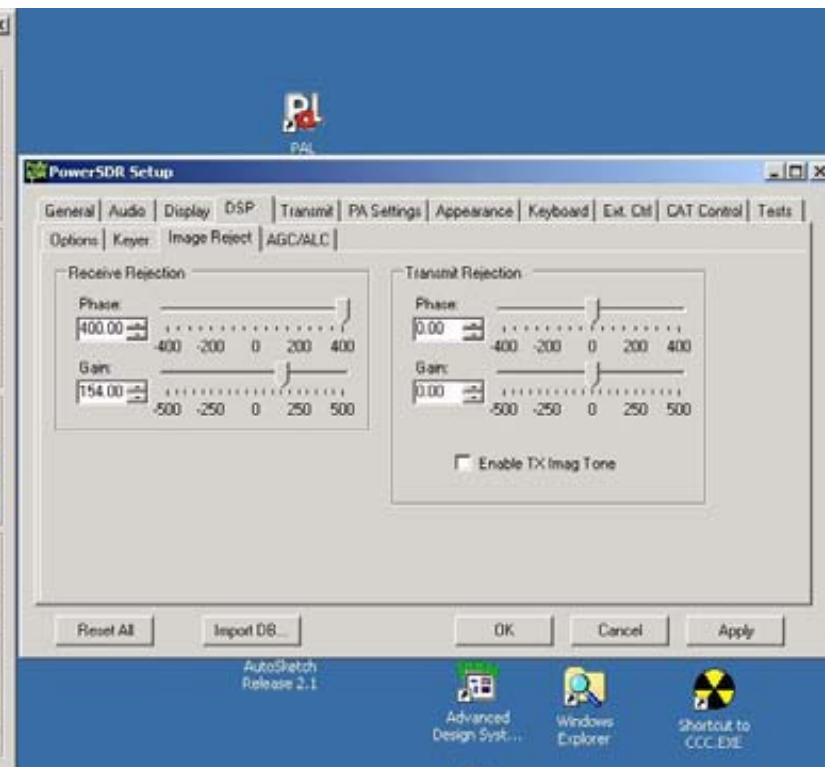 PAL
PowerSDR Setup
General Audio Display DSP Transmit PA Settings Appearance Keyboard Ext. Ctrl CAT Control Tests
Options Keyer Image Reject AGC/ALC
Receive Rejection
Phase:
400.00
-400 -200 0 200 400
Gain:
154.00
-500 -250 0 250 500
Transmit Rejection
Phase:
0.00
-400 -200 0 200 400
Gain:
0.00
-500 -250 0 250 500
Enable TX Imag Tone
Reset All Import DB... OK Cancel Apply
AutoSketch
Release 2.1
Advanced
Design Syst...
Windows
Explorer
Shortcut to
CCC.EXE